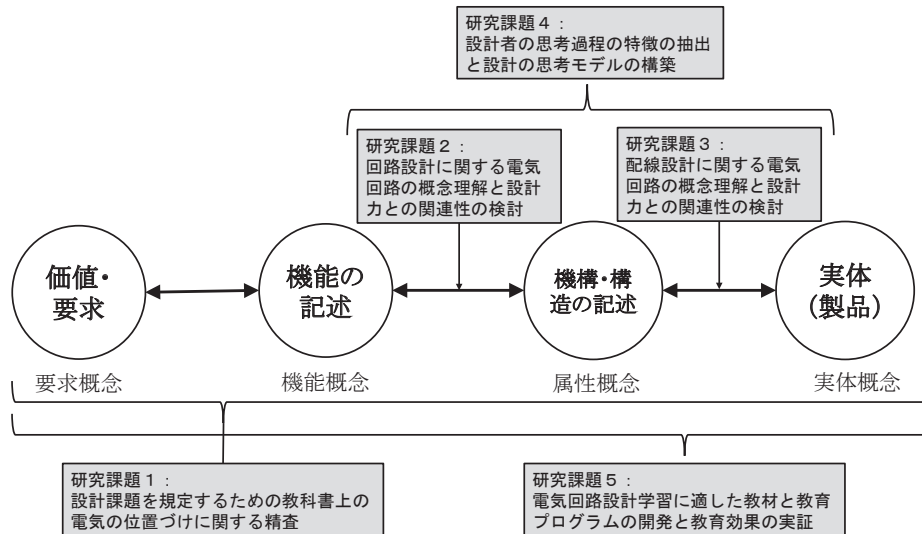 研究課題４：
設計者の思考過程の特徴の抽出
と設計の思考モデルの構築
研究課題２：
回路設計に関する電気
回路の概念理解と設計
力との関連性の検討
研究課題３：
配線設計に関する電気
回路の概念理解と設計
力との関連性の検討
価値・
要求
機能の
記述
機構・構
造の記述
実体
（製品）
要求概念
機能概念
属性概念
実体概念
研究課題１：
設計課題を規定するための教科書上の
電気の位置づけに関する精査
研究課題５：
電気回路設計学習に適した教材と教育
プログラムの開発と教育効果の実証